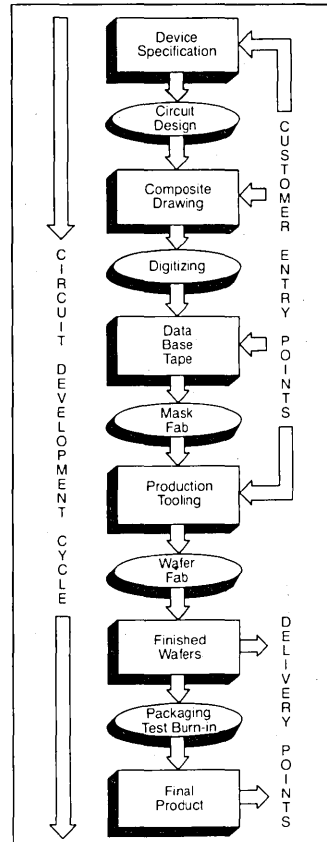 Device
Specification
Circuit
Design
Composite
Drawing
Digitizing
Data
Base
Tape
Mask
Fab
Production
Tooling
Wafer
Fab
Finished
Wafers
Packaging
Test Burn-in
Final
Product
CIRCUIT DEVELOPMENT CYCLE
CUSTOMER ENTRY POINTS
DELIVERY POINTS